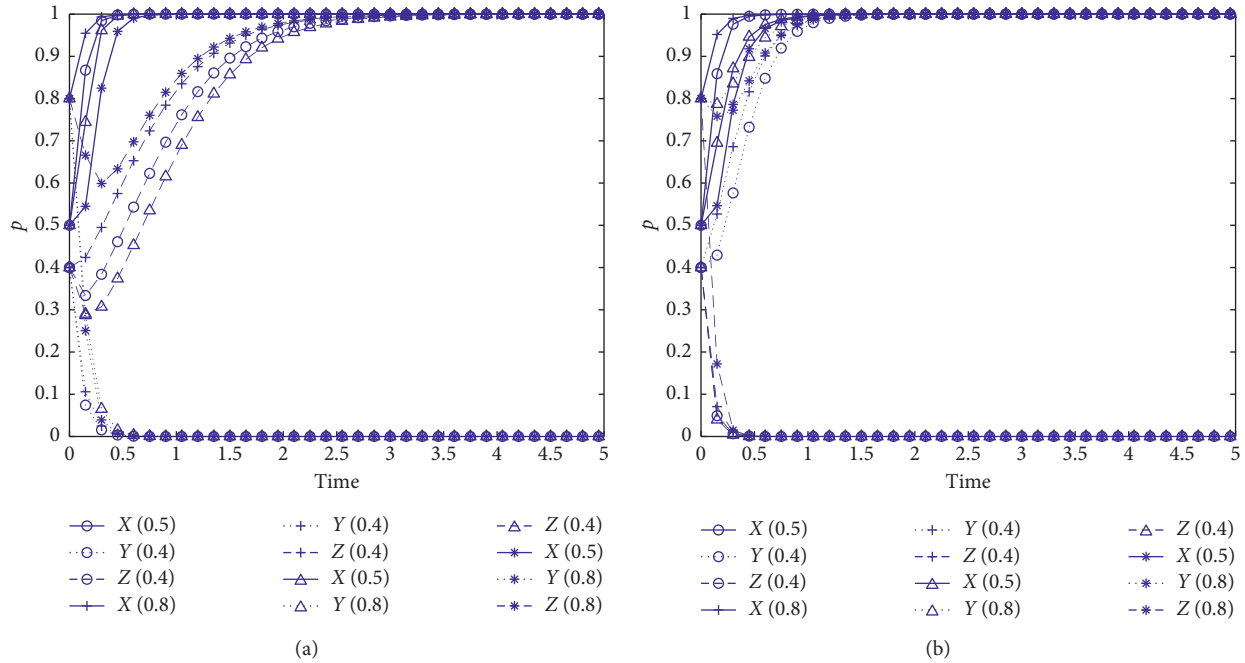 1
0.9
0.8
0.7
0.6
0.5
0.4
0.3
0.2
0.1
0
p
0 0.5 1 1.5 2 2.5 3 3.5 4 4.5 5
Time
X (0.5)
Y (0.4)
Z (0.4)
X (0.8)
Y (0.4)
Z (0.4)
X (0.5)
Y (0.8)
Z (0.4)
X (0.5)
Y (0.8)
Z (0.8)
(a)
1
0.9
0.8
0.7
0.6
0.5
0.4
0.3
0.2
0.1
0
p
0 0.5 1 1.5 2 2.5 3 3.5 4 4.5 5
Time
X (0.5)
Y (0.4)
Z (0.4)
X (0.8)
Y (0.4)
Z (0.4)
X (0.5)
Y (0.8)
Z (0.4)
X (0.5)
Y (0.8)
Z (0.8)
(b)